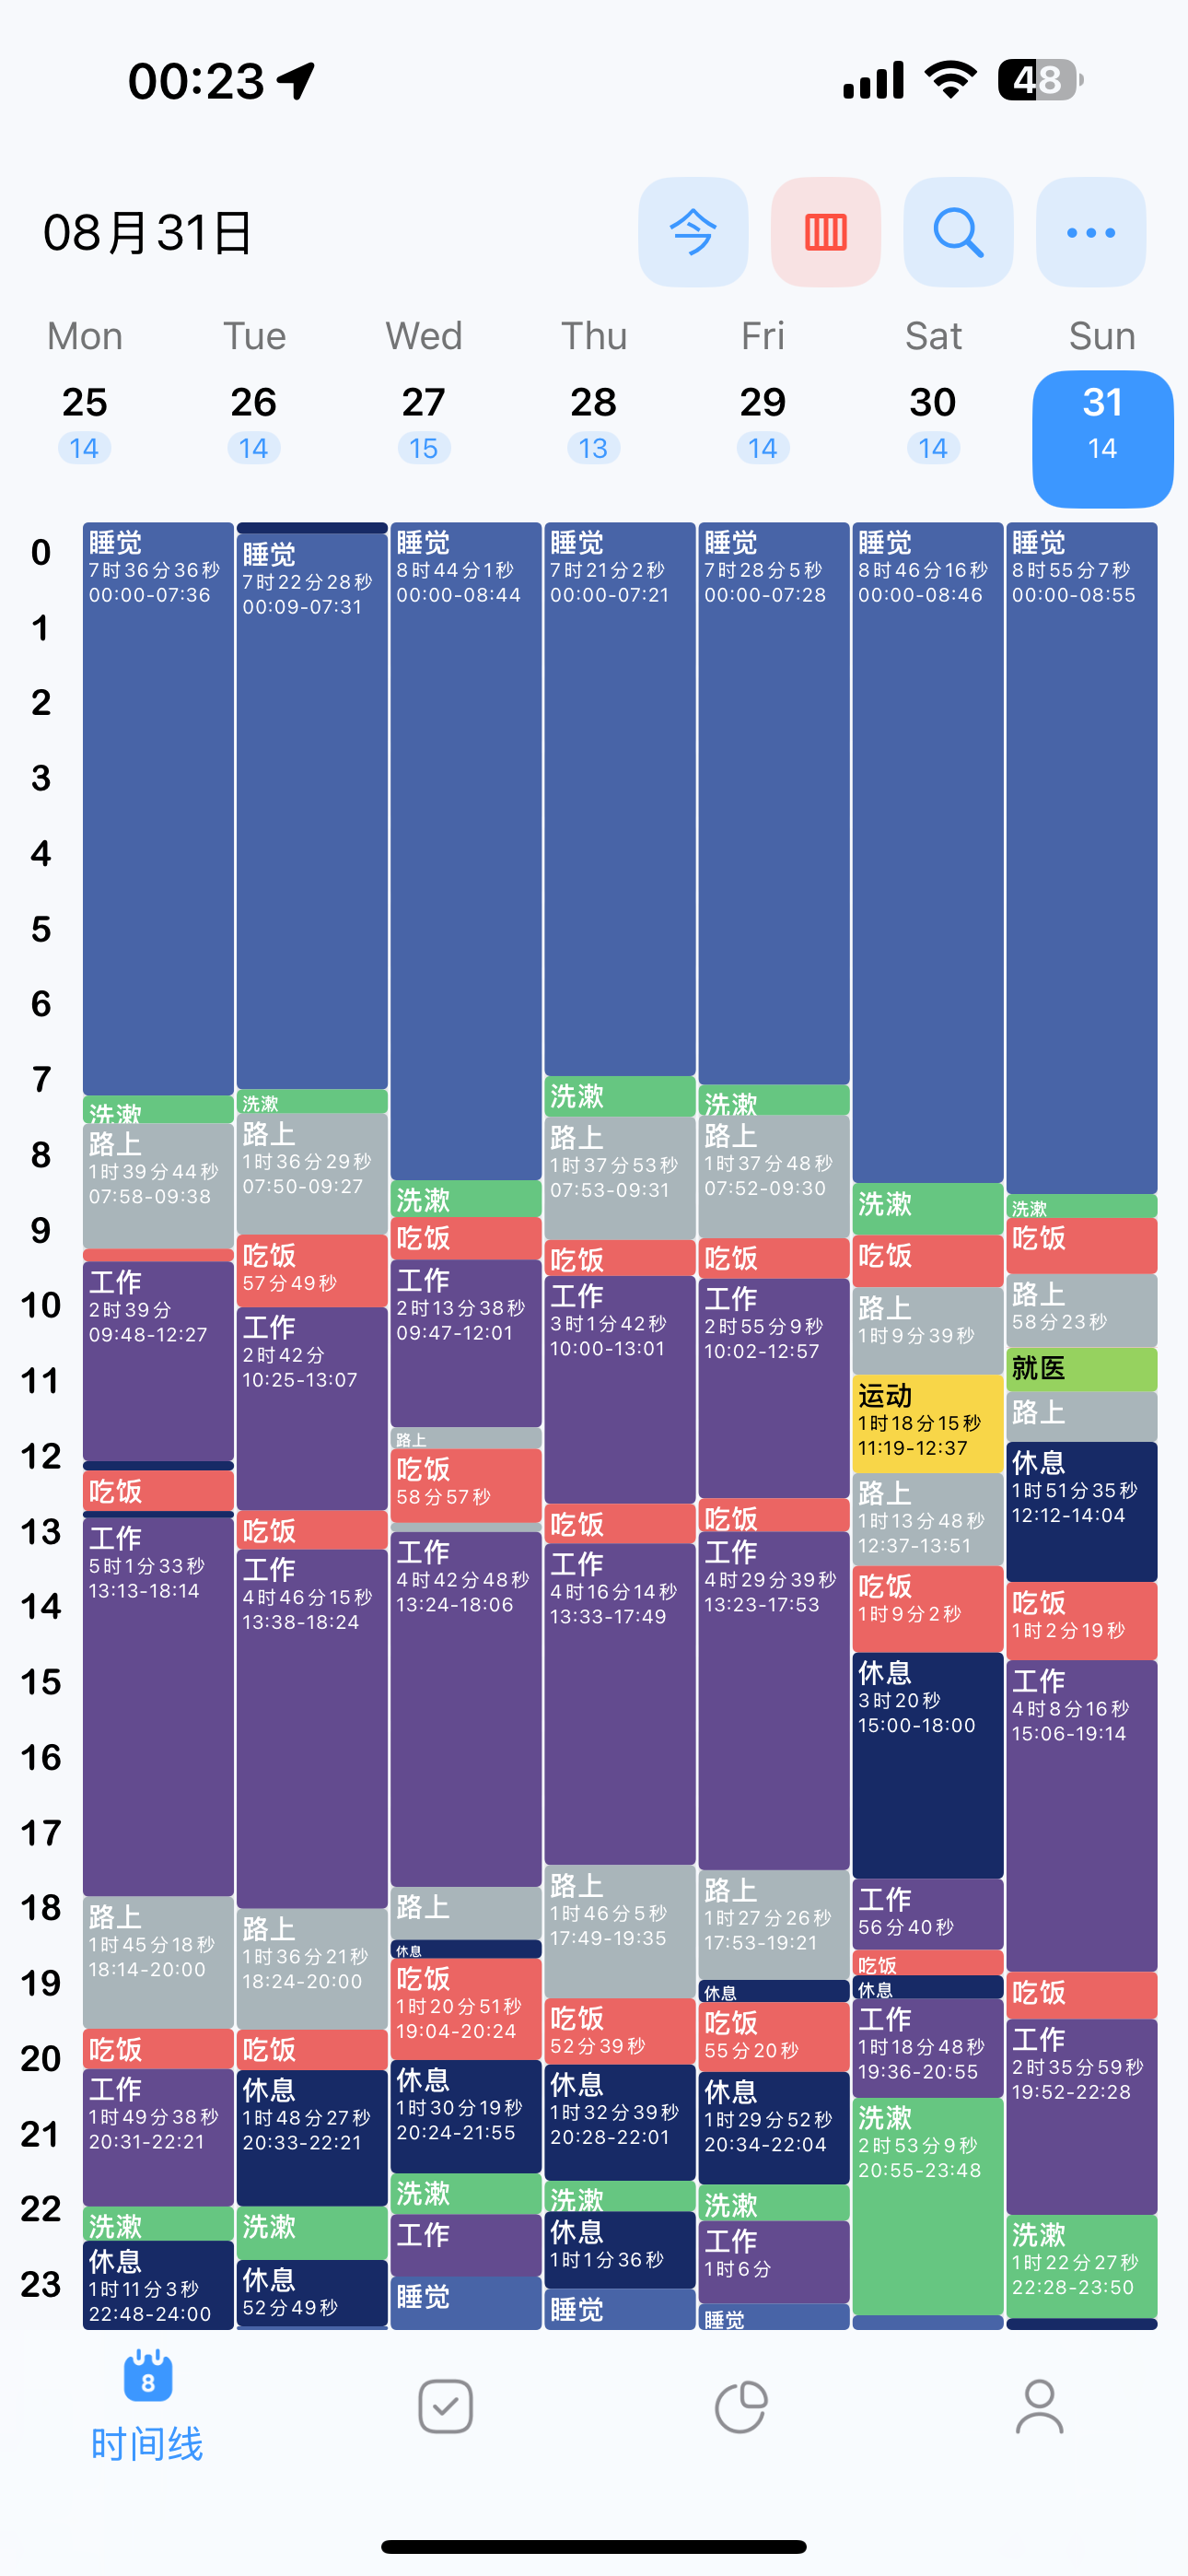 00:23
48
08月31日
今
Mon Tue Wed Thu Fri Sat Sun
25 26 27 28 29 30 31
14 14 15 13 14 14 14
0
1
2
3
4
5
6
7
8
9
10
11
12
13
14
15
16
17
18
19
20
21
22
23
睡觉
7时36分36秒
00:00-07:36
洗漱
路上
1时39分44秒
07:58-09:38
工作
2时39分
09:48-12:27
吃饭
工作
5时1分33秒
13:13-18:14
路上
1时45分18秒
18:14-20:00
吃饭
工作
1时49分38秒
20:31-22:21
洗漱
休息
1时11分3秒
22:48-24:00
睡觉
7时22分28秒
00:09-07:31
洗漱
路上
1时36分29秒
07:50-09:27
吃饭
57分49秒
工作
2时42分
10:25-13:07
吃饭
工作
4时46分15秒
13:38-18:24
路上
1时36分21秒
18:24-20:00
吃饭
休息
1时48分27秒
20:33-22:21
洗漱
休息
52分49秒
睡觉
8时44分1秒
00:00-08:44
洗漱
吃饭
工作
2时13分38秒
09:47-12:01
路上
吃饭
58分57秒
工作
4时42分48秒
13:24-18:06
路上
休息
吃饭
1时20分51秒
19:04-20:24
休息
1时30分19秒
20:24-21:55
洗漱
工作
睡觉
睡觉
7时21分2秒
00:00-07:21
洗漱
路上
1时37分53秒
07:53-09:31
吃饭
工作
3时1分42秒
10:00-13:01
吃饭
工作
4时16分14秒
13:33-17:49
路上
1时46分5秒
17:49-19:35
吃饭
52分39秒
休息
1时32分39秒
20:28-22:01
洗漱
休息
1时1分36秒
睡觉
睡觉
7时28分5秒
00:00-07:28
洗漱
路上
1时37分48秒
07:52-09:30
吃饭
工作
2时55分9秒
10:02-12:57
吃饭
工作
4时29分39秒
13:23-17:53
路上
1时27分26秒
17:53-19:21
休息
吃饭
55分20秒
休息
1时29分52秒
20:34-22:04
洗漱
工作
1时6分
睡觉
睡觉
8时46分16秒
00:00-08:46
洗漱
吃饭
路上
1时9分39秒
运动
1时18分15秒
11:19-12:37
路上
1时13分48秒
12:37-13:51
吃饭
1时9分2秒
休息
3时20秒
15:00-18:00
工作
56分40秒
吃饭
休息
工作
1时18分48秒
19:36-20:55
洗漱
2时53分9秒
20:55-23:48
睡觉
8时55分7秒
00:00-08:55
洗漱
吃饭
路上
58分23秒
就医
路上
休息
1时51分35秒
12:12-14:04
吃饭
1时2分19秒
工作
4时8分16秒
15:06-19:14
吃饭
工作
2时35分59秒
19:52-22:28
洗漱
1时22分27秒
22:28-23:50
8
时间线